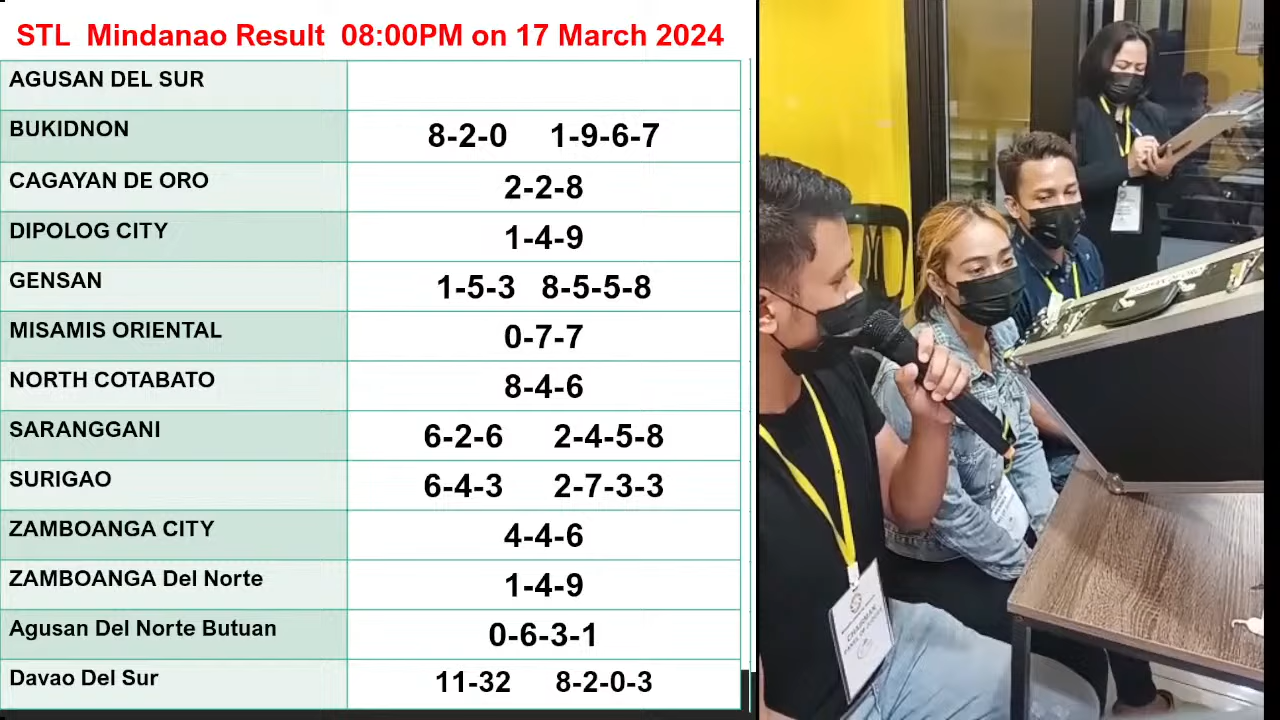 STL Mindanao Result 08:00PM on 17 March 2024
AGUSAN DEL SUR
BUKIDNON 8-2-0 1-9-6-7
CAGAYAN DE ORO 2-2-8
DIPOLOG CITY 1-4-9
GENSAN 1-5-3 8-5-5-8
MISAMIS ORIENTAL 0-7-7
NORTH COTABATO 8-4-6
SARANGGANI 6-2-6 2-4-5-8
SURIGAO 6-4-3 2-7-3-3
ZAMBOANGA CITY 4-4-6
ZAMBOANGA Del Norte 1-4-9
Agusan Del Norte Butuan 0-6-3-1
Davao Del Sur 11-32 8-2-0-3
CHAIRMAN